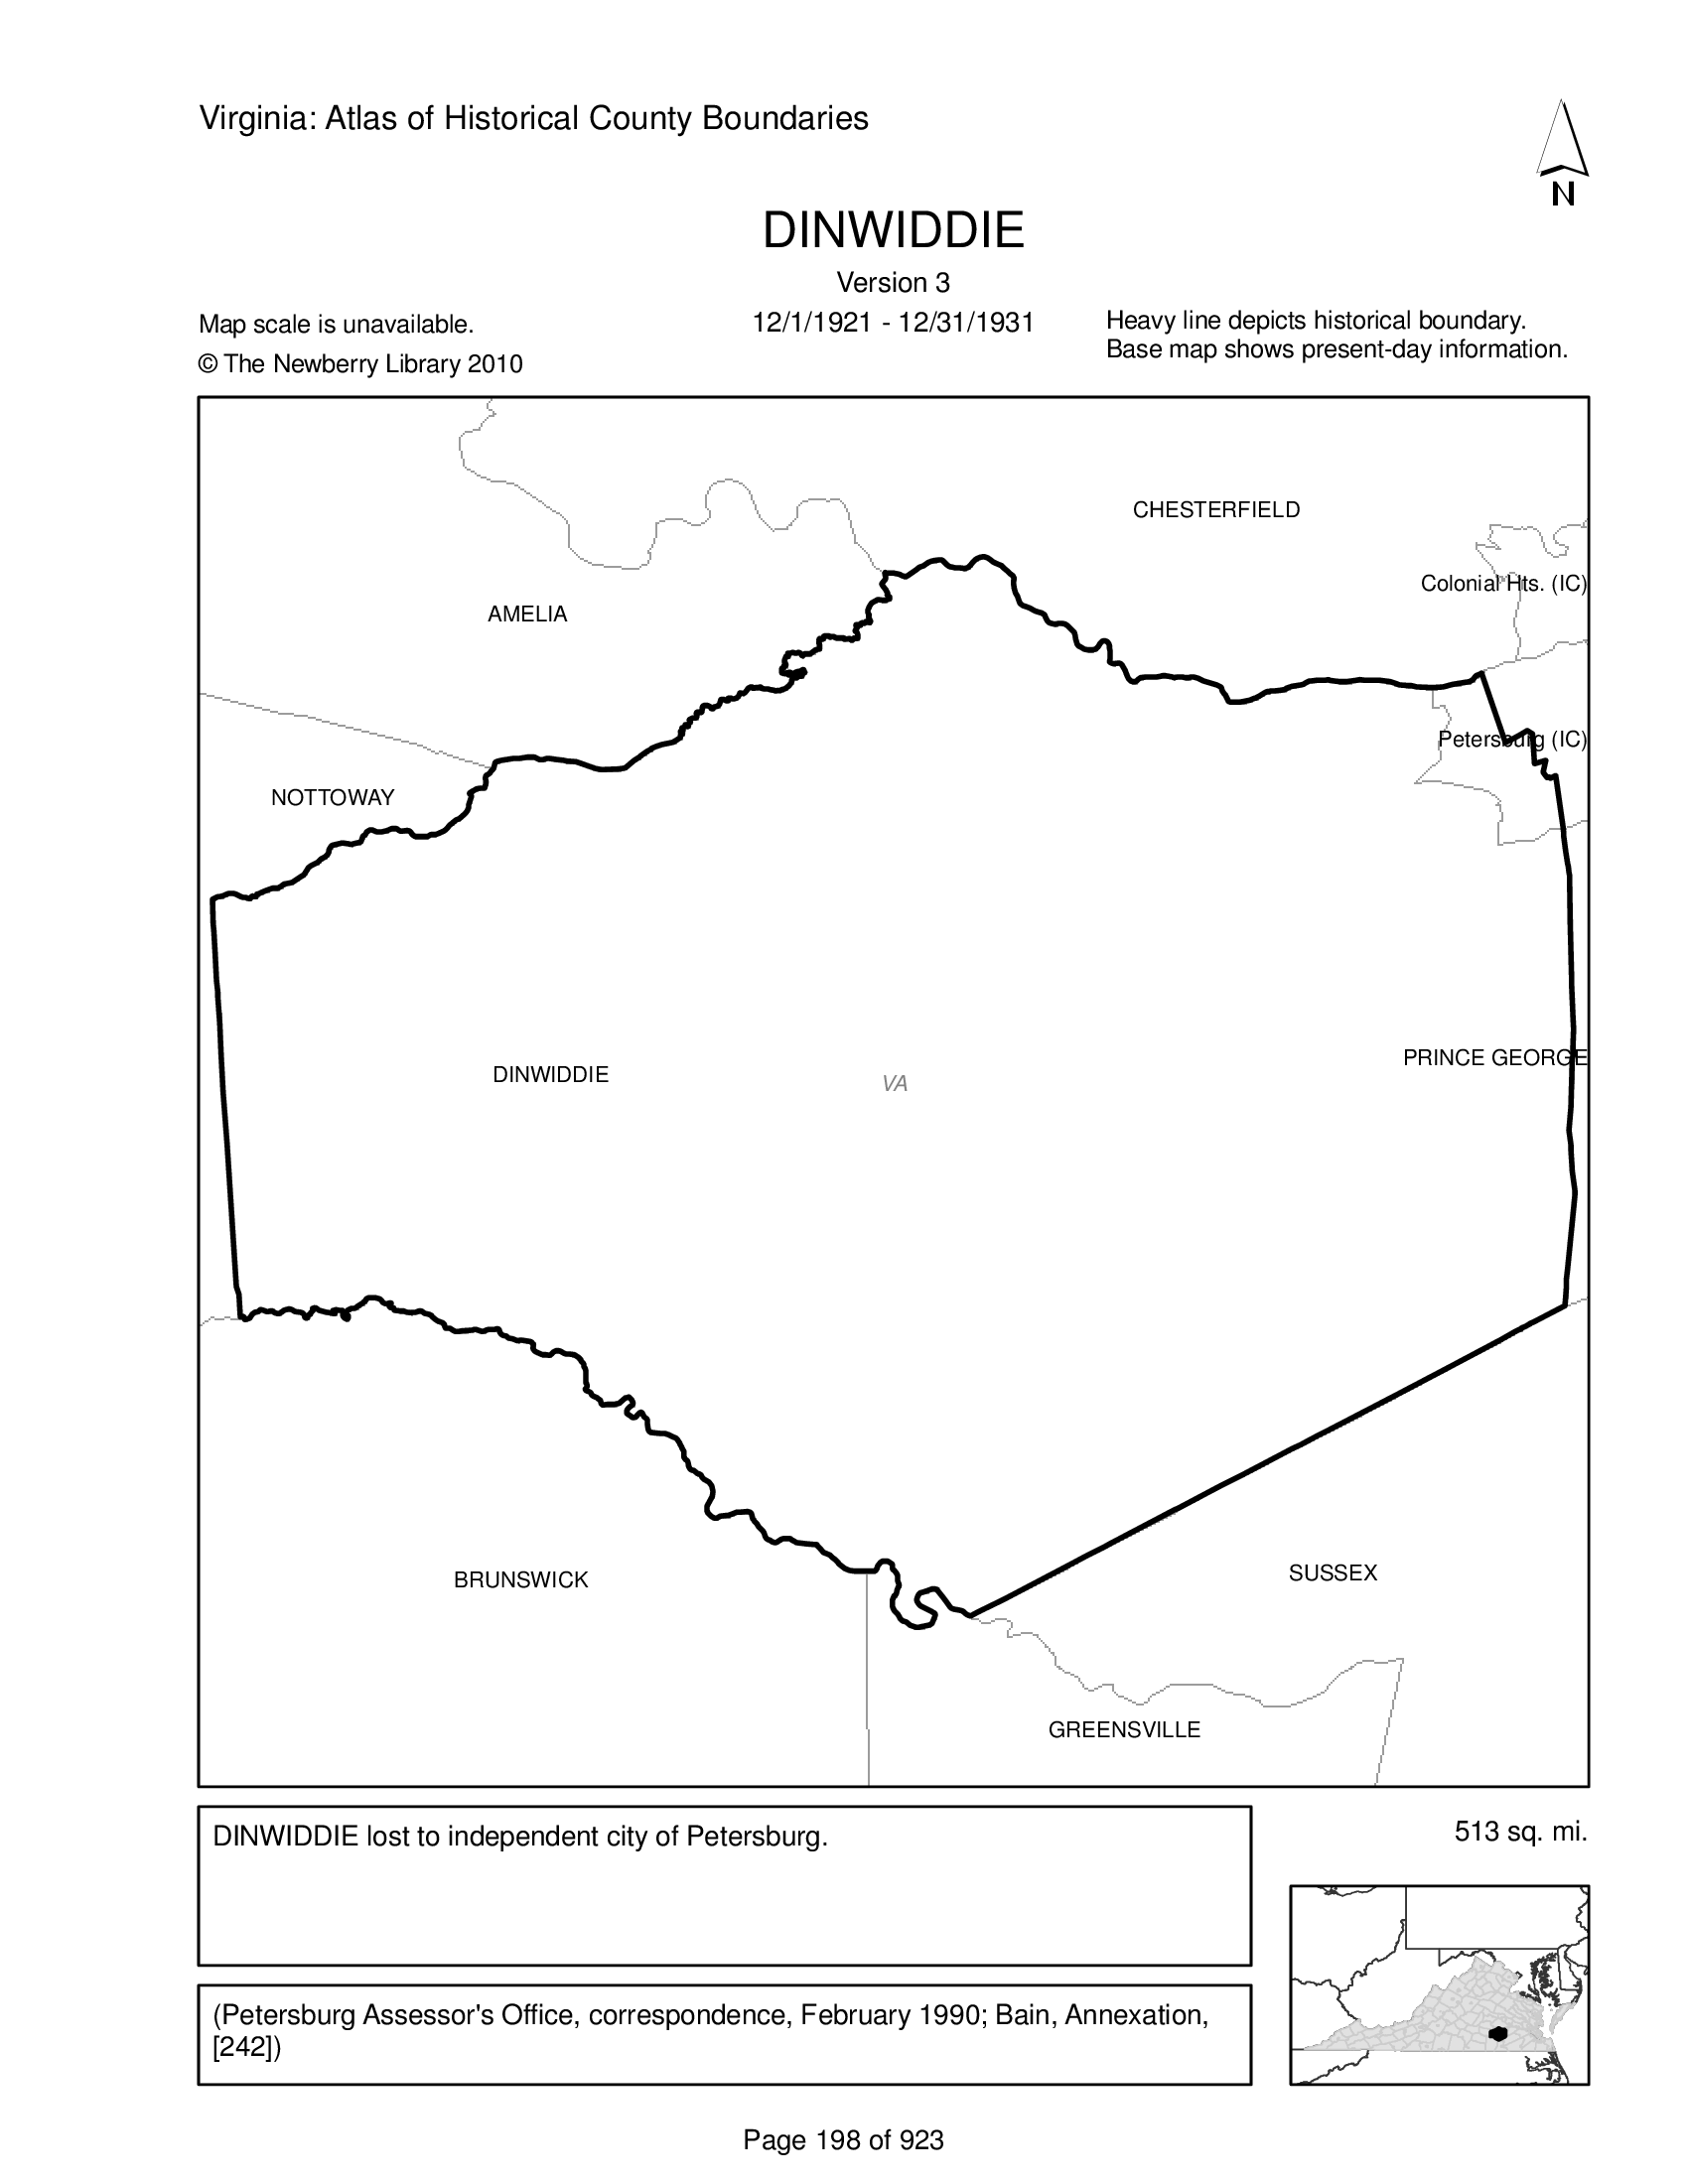 Virginia: Atlas of Historical County Boundaries
N
DINWIDDIE
Version 3
12/1/1921 - 12/31/1931
Map scale is unavailable.
© The Newberry Library 2010
Heavy line depicts historical boundary.
Base map shows present-day information.
CHESTERFIELD
Colonial Hts. (IC)
AMELIA
Petersburg (IC)
NOTTOWAY
PRINCE GEORGE
DINWIDDIE
VA
SUSSEX
BRUNSWICK
GREENSVILLE
DINWIDDIE lost to independent city of Petersburg.
513 sq. mi.
(Petersburg Assessor's Office, correspondence, February 1990; Bain, Annexation,
[242])
Page 198 of 923